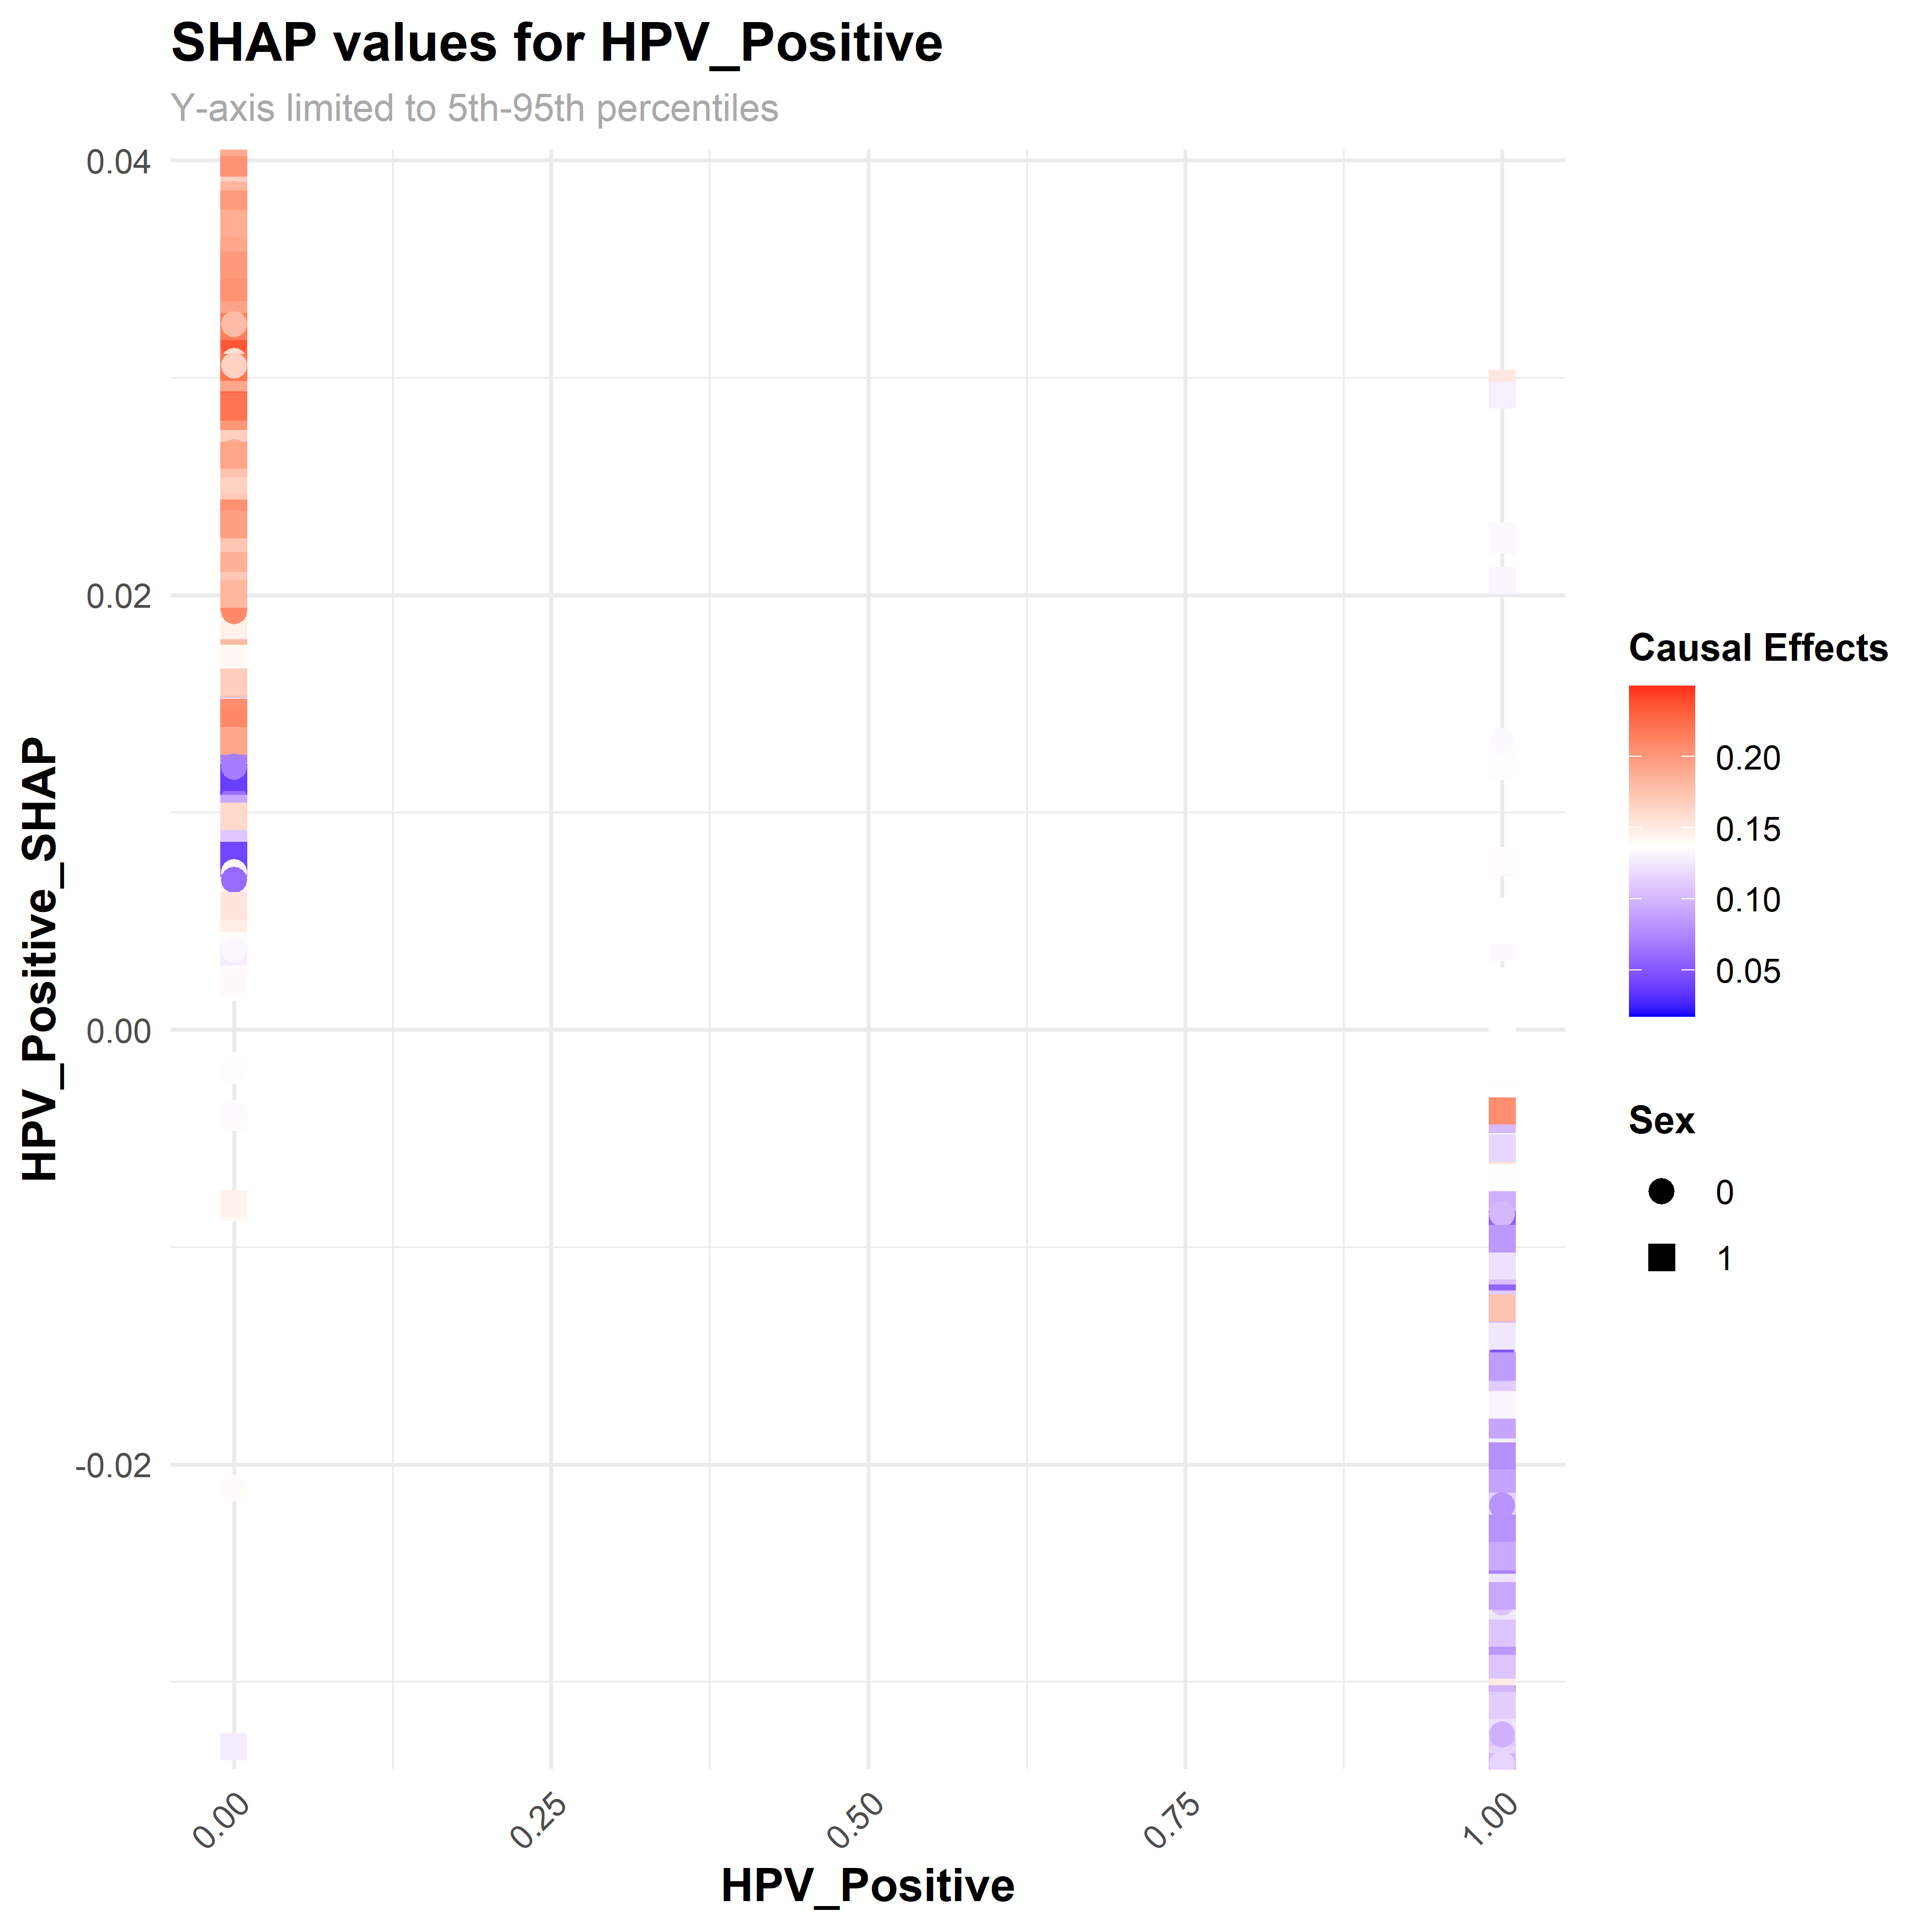 SHAP values for HPV_Positive
Y-axis limited to 5th-95th percentiles
HPV_Positive_SHAP
0.04
0.02
0.00
-0.02
0.00
0.25
0.50
0.75
1.00
HPV_Positive
Causal Effects
0.20
0.15
0.10
0.05
Sex
0
1